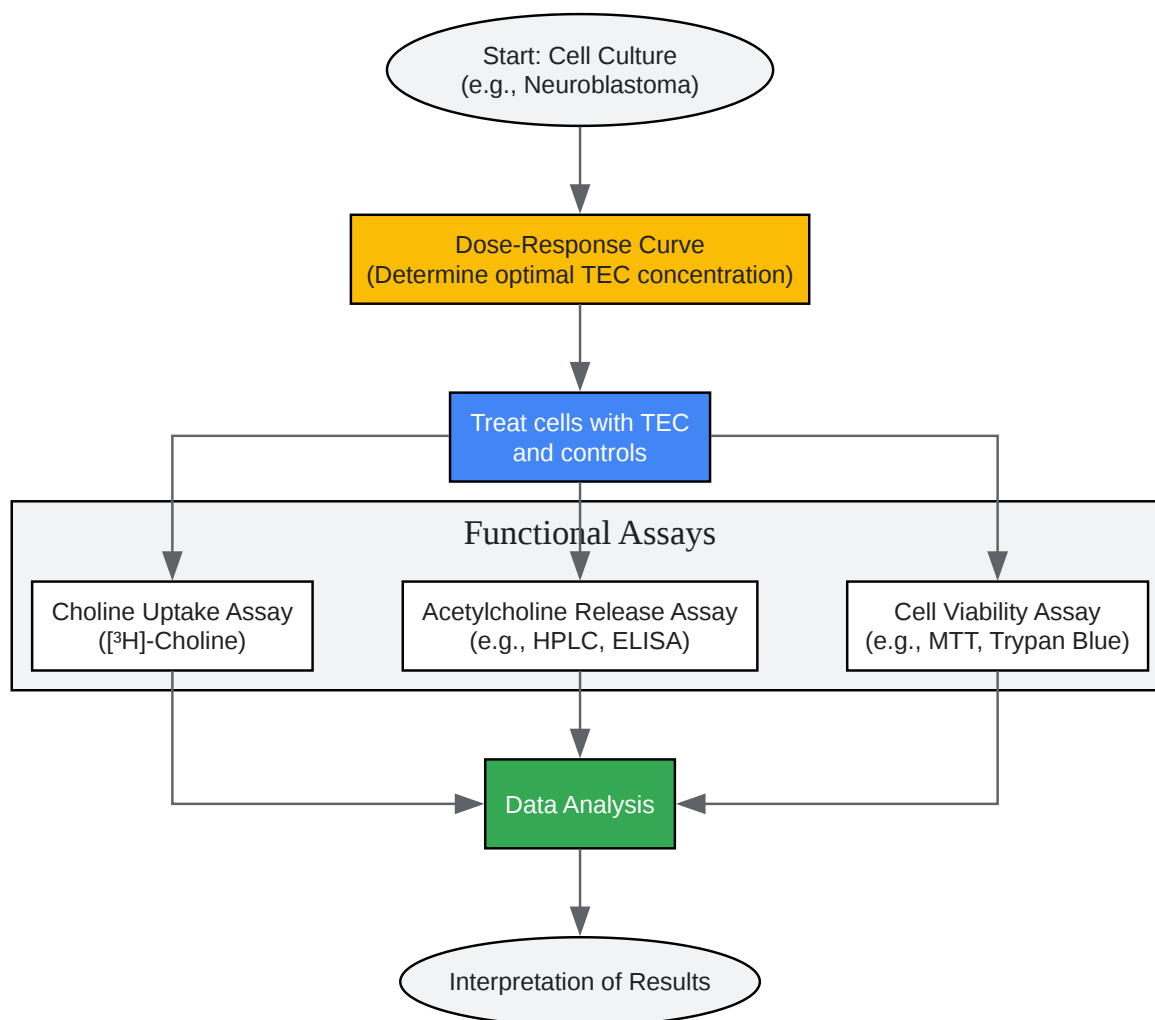 Start: Cell Culture
(e.g., Neuroblastoma)
Dose-Response Curve
(Determine optimal TEC concentration)
Treat cells with TEC
and controls
Functional Assays
Choline Uptake Assay
([³H]-Choline)
Acetylcholine Release Assay
(e.g., HPLC, ELISA)
Cell Viability Assay
(e.g., MTT, Trypan Blue)
Data Analysis
Interpretation of Results